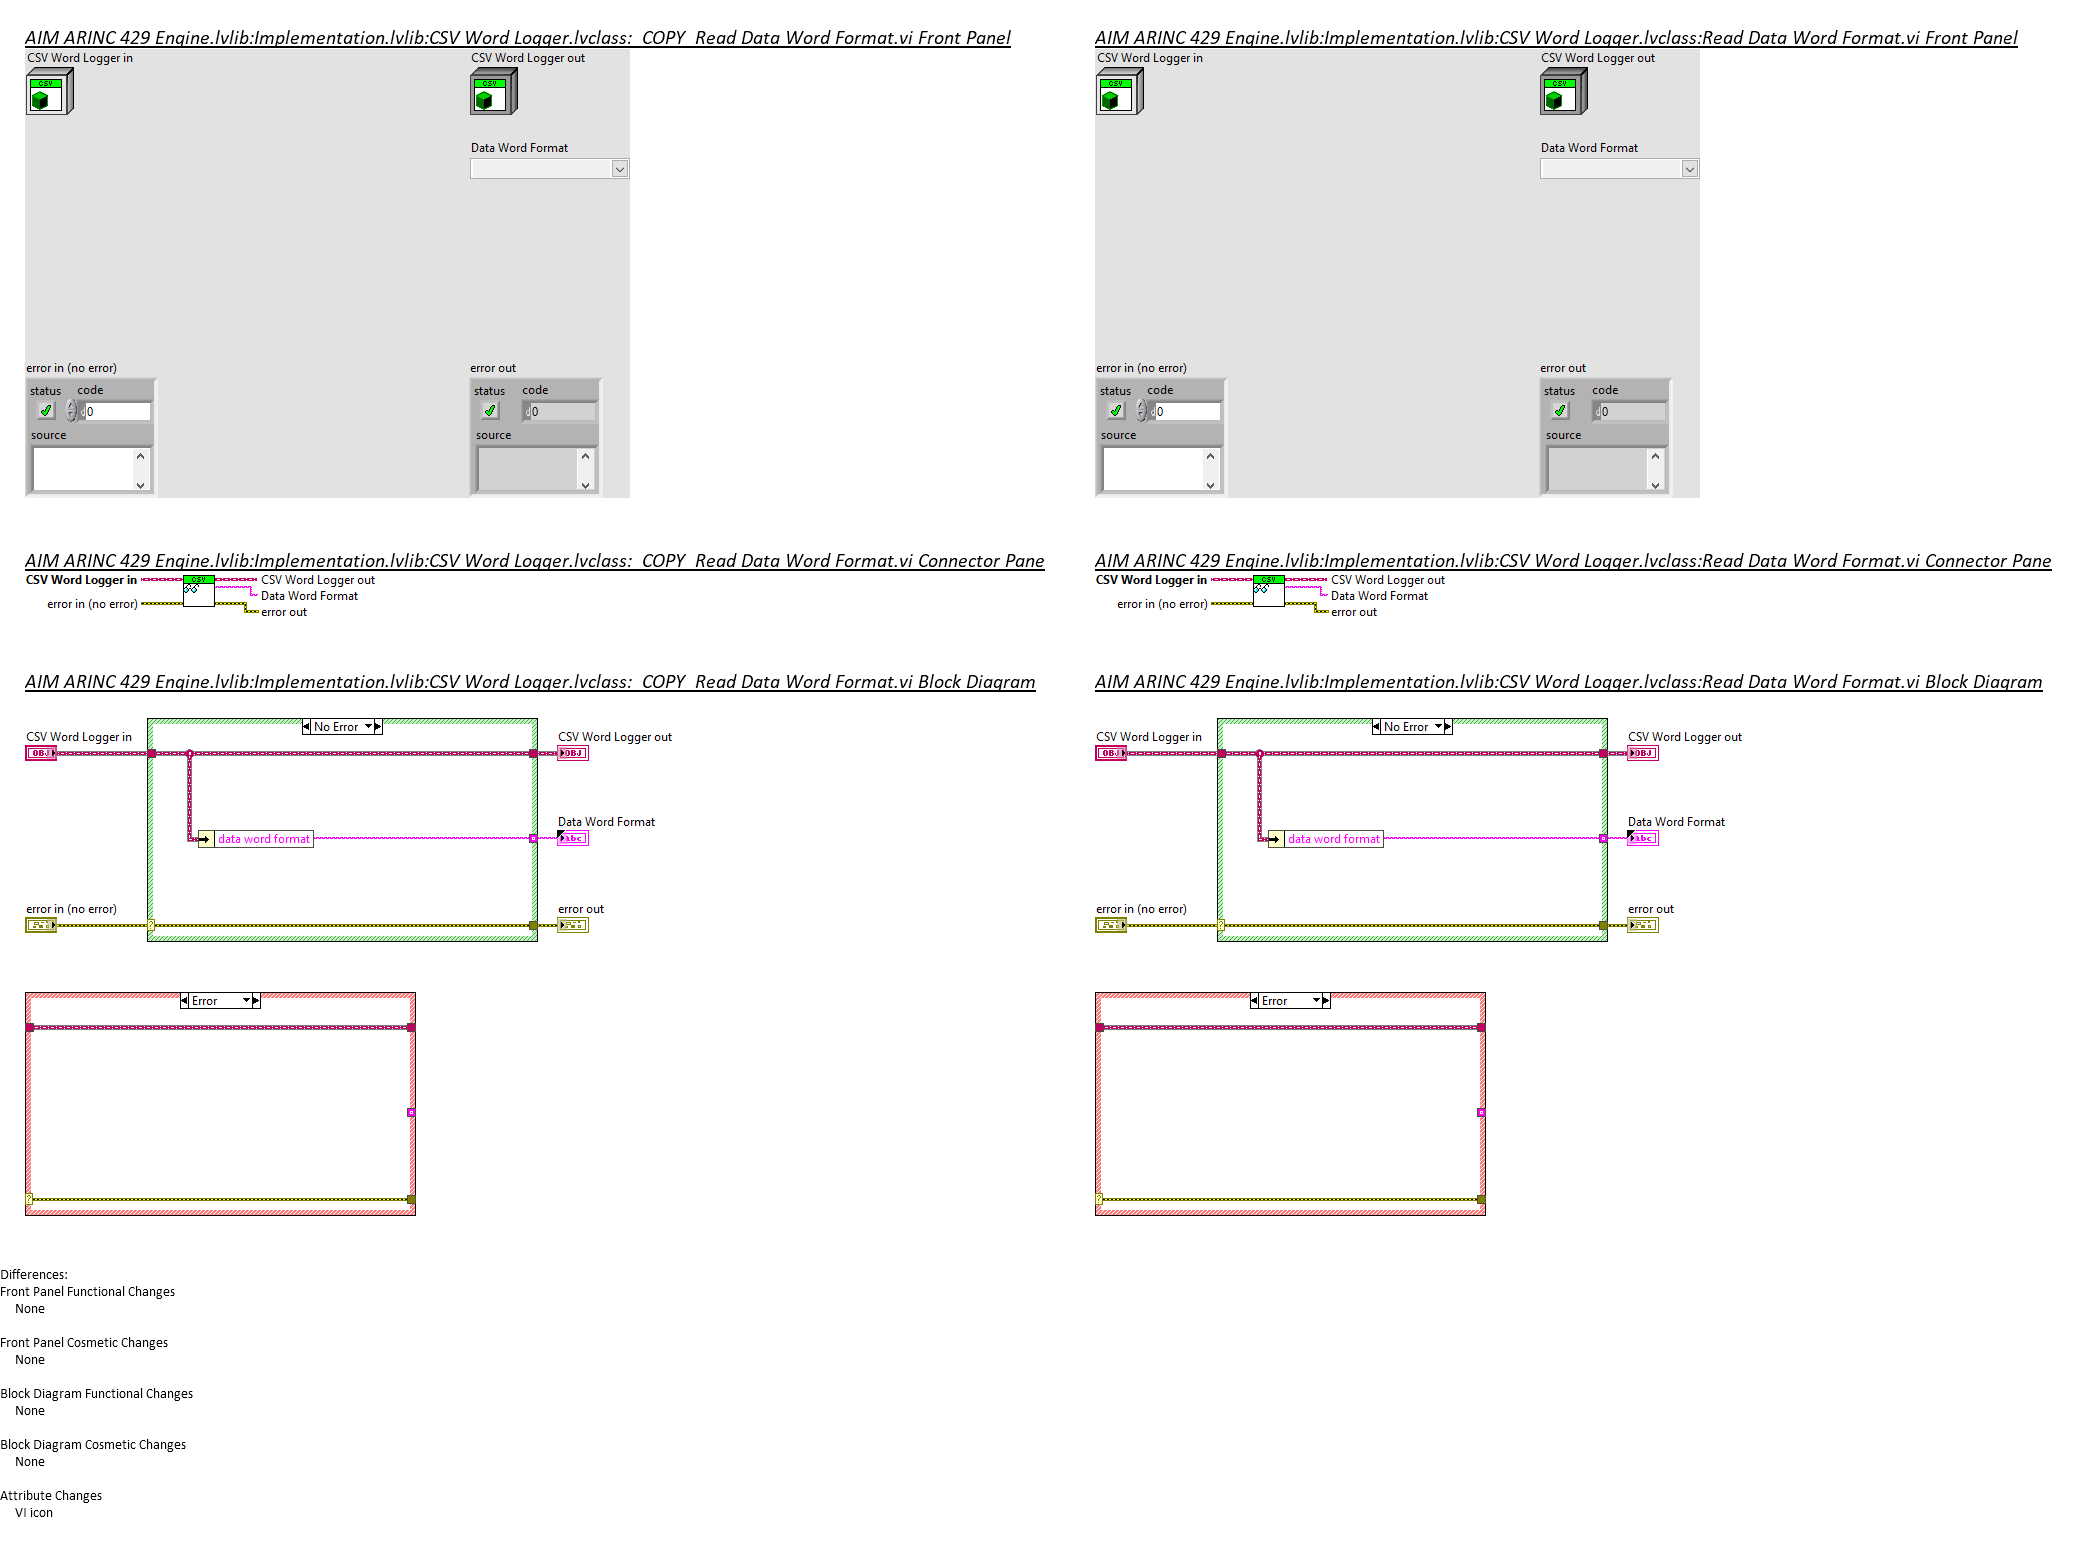 AIM ARINC 429 Engine.lvlib:Implementation.lvlib:CSV Word Logger.lvclass:  COPY  Read Data Word Format.vi Front Panel
CSV Word Logger in
CSV Word Logger out
CSV
CSV
Data Word Format
error in (no error)
error out
status code
0
source
status code
0
source
AIM ARINC 429 Engine.lvlib:Implementation.lvlib:CSV Word Logger.lvclass:Read Data Word Format.vi Front Panel
CSV Word Logger in
CSV Word Logger out
CSV
CSV
Data Word Format
error in (no error)
error out
status code
0
source
status code
0
source
AIM ARINC 429 Engine.lvlib:Implementation.lvlib:CSV Word Logger.lvclass:  COPY  Read Data Word Format.vi Connector Pane
CSV Word Logger in
CSV
CSV Word Logger out
Data Word Format
error in (no error)
error out
AIM ARINC 429 Engine.lvlib:Implementation.lvlib:CSV Word Logger.lvclass:Read Data Word Format.vi Connector Pane
CSV Word Logger in
CSV
CSV Word Logger out
Data Word Format
error in (no error)
error out
AIM ARINC 429 Engine.lvlib:Implementation.lvlib:CSV Word Logger.lvclass:  COPY  Read Data Word Format.vi Block Diagram
No Error
CSV Word Logger in
OBJ
CSV Word Logger out
OBJ
Data Word Format
data word format
abc
error in (no error)
?
error out
Error
?
AIM ARINC 429 Engine.lvlib:Implementation.lvlib:CSV Word Logger.lvclass:Read Data Word Format.vi Block Diagram
No Error
CSV Word Logger in
OBJ
CSV Word Logger out
OBJ
Data Word Format
data word format
abc
error in (no error)
?
error out
Error
?
Differences:
Front Panel Functional Changes
None
Front Panel Cosmetic Changes
None
Block Diagram Functional Changes
None
Block Diagram Cosmetic Changes
None
Attribute Changes
VI icon